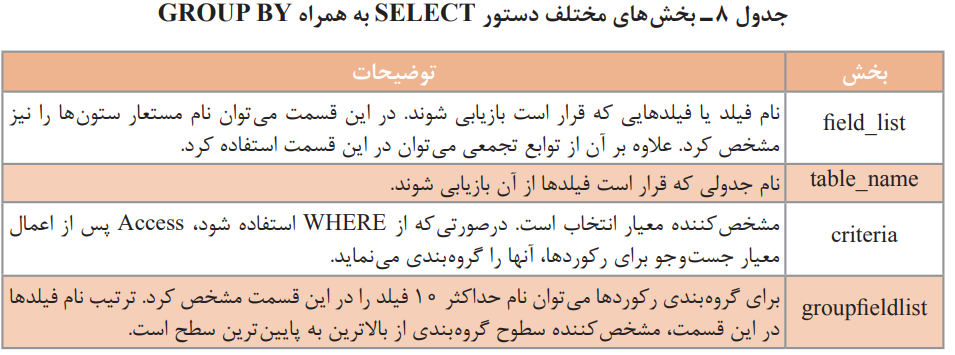 جدول ۸ ـ بخش‌های مختلف دستور SELECT به همراه GROUP BY
بخش
توضیحات
field_list
نام فیلد یا فیلدهایی که قرار است بازیابی شوند. در این قسمت می‌توان نام مستعار ستون‌ها را نیز
مشخص کرد. علاوه بر آن از توابع تجمعی می‌توان در این قسمت استفاده کرد.
table_name
نام جدولی که قرار است فیلدها از آن بازیابی شوند.
criteria
مشخص‌کننده معیار انتخاب است. درصورتی‌که از WHERE استفاده شود، Access پس از اعمال
معیار جست‌وجو برای رکوردها، آنها را گروه‌بندی می‌نماید.
groupfieldlist
برای گروه‌بندی رکوردها می‌توان نام حداکثر ۱۰ فیلد را در این قسمت مشخص کرد. ترتیب نام فیلدها
در این قسمت، مشخص‌کننده سطوح گروه‌بندی از بالاترین به پایین‌ترین سطح است.